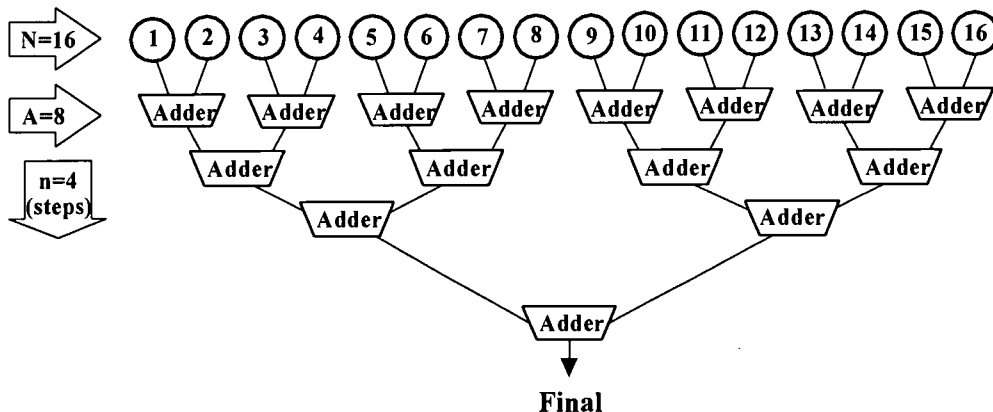 N=16
1 2 3 4 5 6 7 8 9 10 11 12 13 14 15 16
A=8
Adder Adder Adder Adder Adder Adder Adder Adder
n=4
(steps)
Adder Adder Adder Adder
Adder Adder
Adder
Final